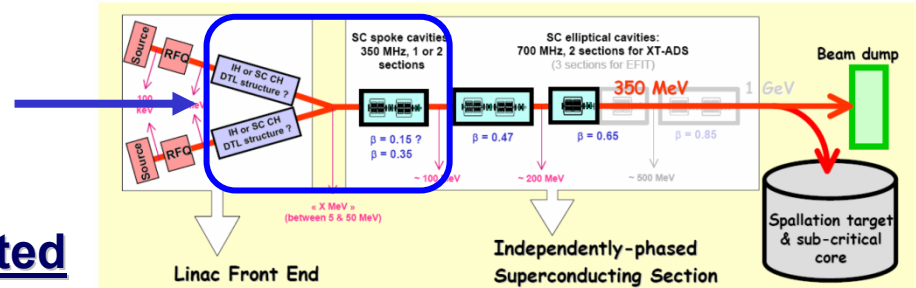 Source
RFQ
IH or SC CH
DTL structure ?
100
keV
MeV
Source
RFQ
IH or SC CH
DTL structure ?
SC spoke cavities:
350 MHz, 1 or 2
sections
SC elliptical cavities:
700 MHz, 2 sections for XT-ADS
(3 sections for EFIT)
350 MeV
1 GeV
Beam dump
β = 0.15 ?
β = 0.35
β = 0.47
β = 0.65
β = 0.85
~ 100 MeV
~ 200 MeV
~ 500 MeV
« X MeV »
(between 5 & 50 MeV)
Spallation target
& sub-critical
core
ted
Linac Front End
Independently-phased
Superconducting Section